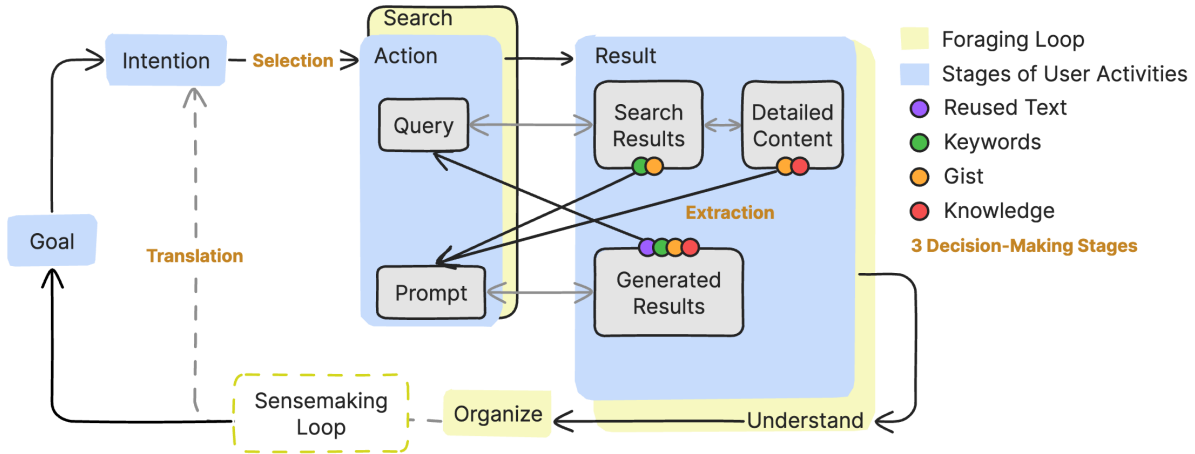 Search
Intention
Selection
Action
Result
Query
Search
Results
Detailed
Content
Extraction
Goal
Translation
Prompt
Generated
Results
Sensemaking
Loop
Organize
Understand
Foraging Loop
Stages of User Activities
Reused Text
Keywords
Gist
Knowledge
3 Decision-Making Stages